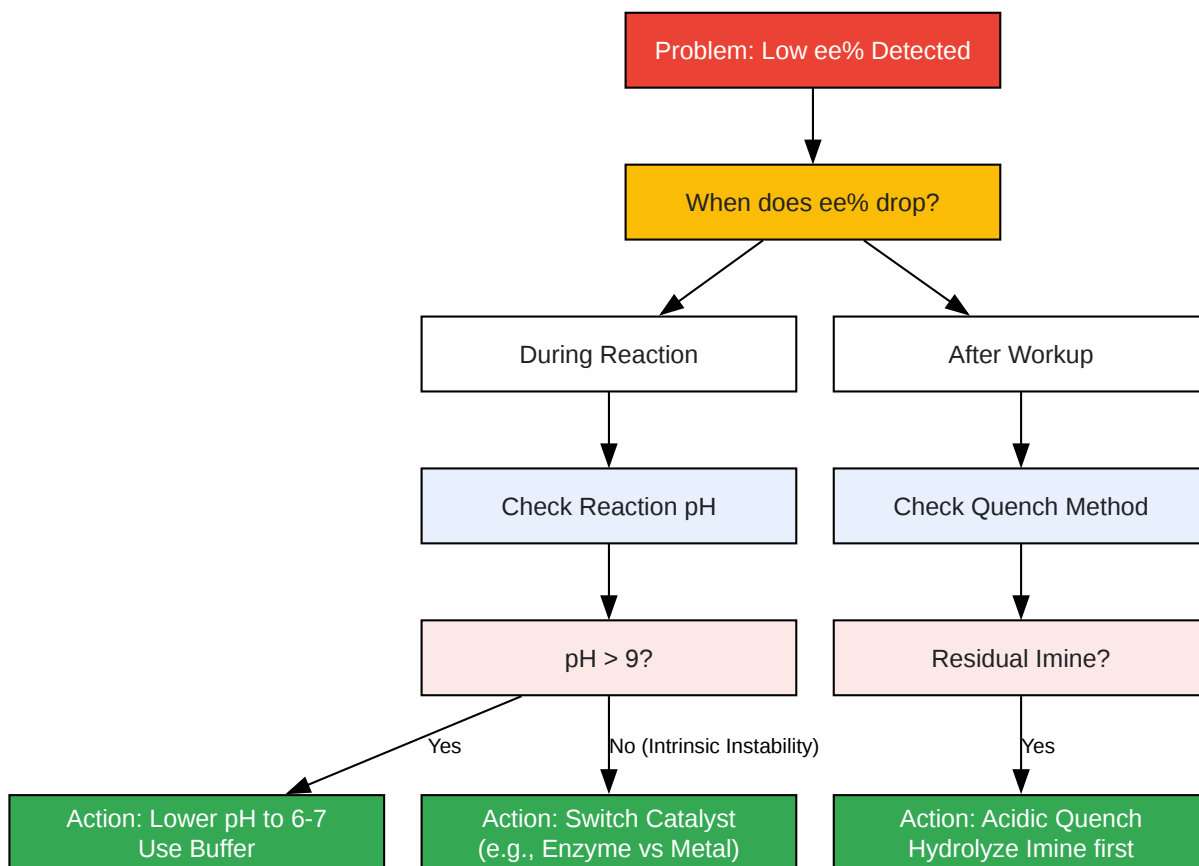 Problem: Low ee% Detected
When does ee% drop?
During Reaction
After Workup
Check Reaction pH
Check Quench Method
pH > 9?
Residual Imine?
Yes
No (Intrinsic Instability)
Yes
Action: Lower pH to 6-7
Use Buffer
Action: Switch Catalyst
(e.g., Enzyme vs Metal)
Action: Acidic Quench
Hydrolyze Imine first